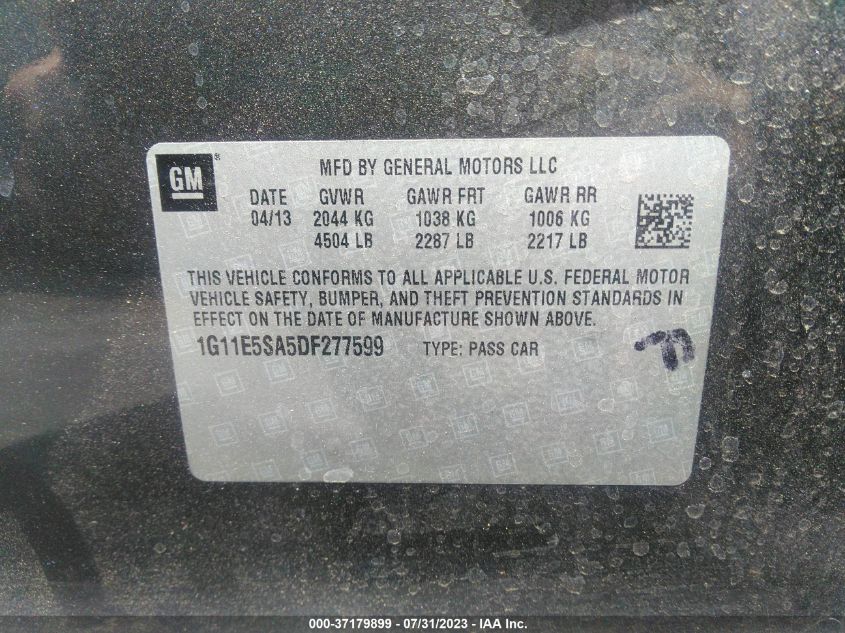 GM
MFD BY GENERAL MOTORS LLC
DATE GVWR GAWR FRT GAWR RR
04/13 2044 KG 1038 KG 1006 KG
4504 LB 2287 LB 2217 LB
THIS VEHICLE CONFORMS TO ALL APPLICABLE U.S. FEDERAL MOTOR
VEHICLE SAFETY, BUMPER, AND THEFT PREVENTION STANDARDS IN
EFFECT ON THE DATE OF MANUFACTURE SHOWN ABOVE.
1G11E5SA5DF277599 TYPE: PASS CAR
000-37179899 - 07/31/2023 - 1G11E5SA5DF277599 - © IAA Inc.